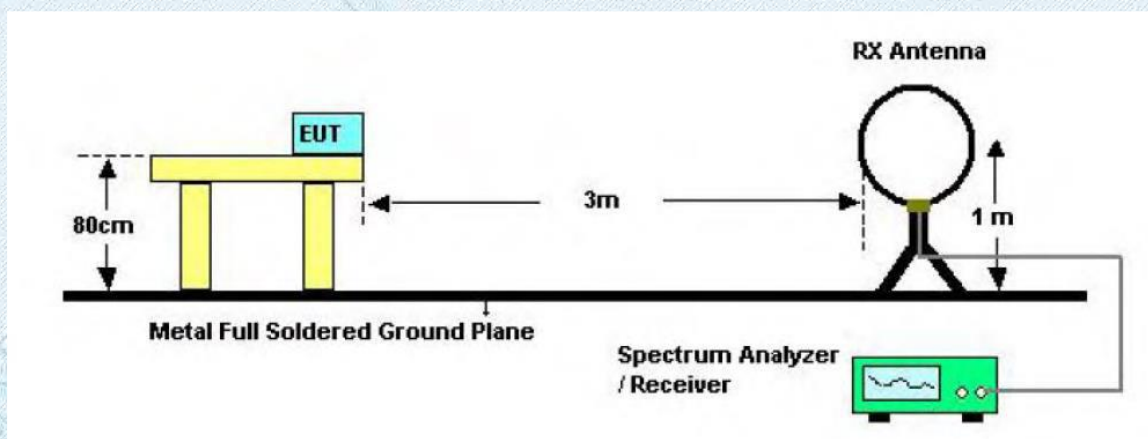 RX Antenna
EUT
80cm
3m
1 m
Metal Full Soldered Ground Plane
Spectrum Analyzer
/ Receiver